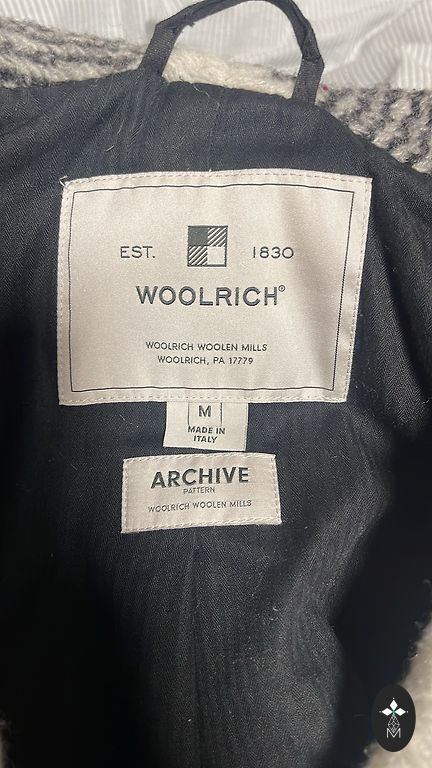 EST. 1830
WOOLRICH®
WOOLRICH WOOLEN MILLS
WOOLRICH, PA 17779
M
MADE IN
ITALY
ARCHIVE
PATTERN
WOOLRICH WOOLEN MILLS
M